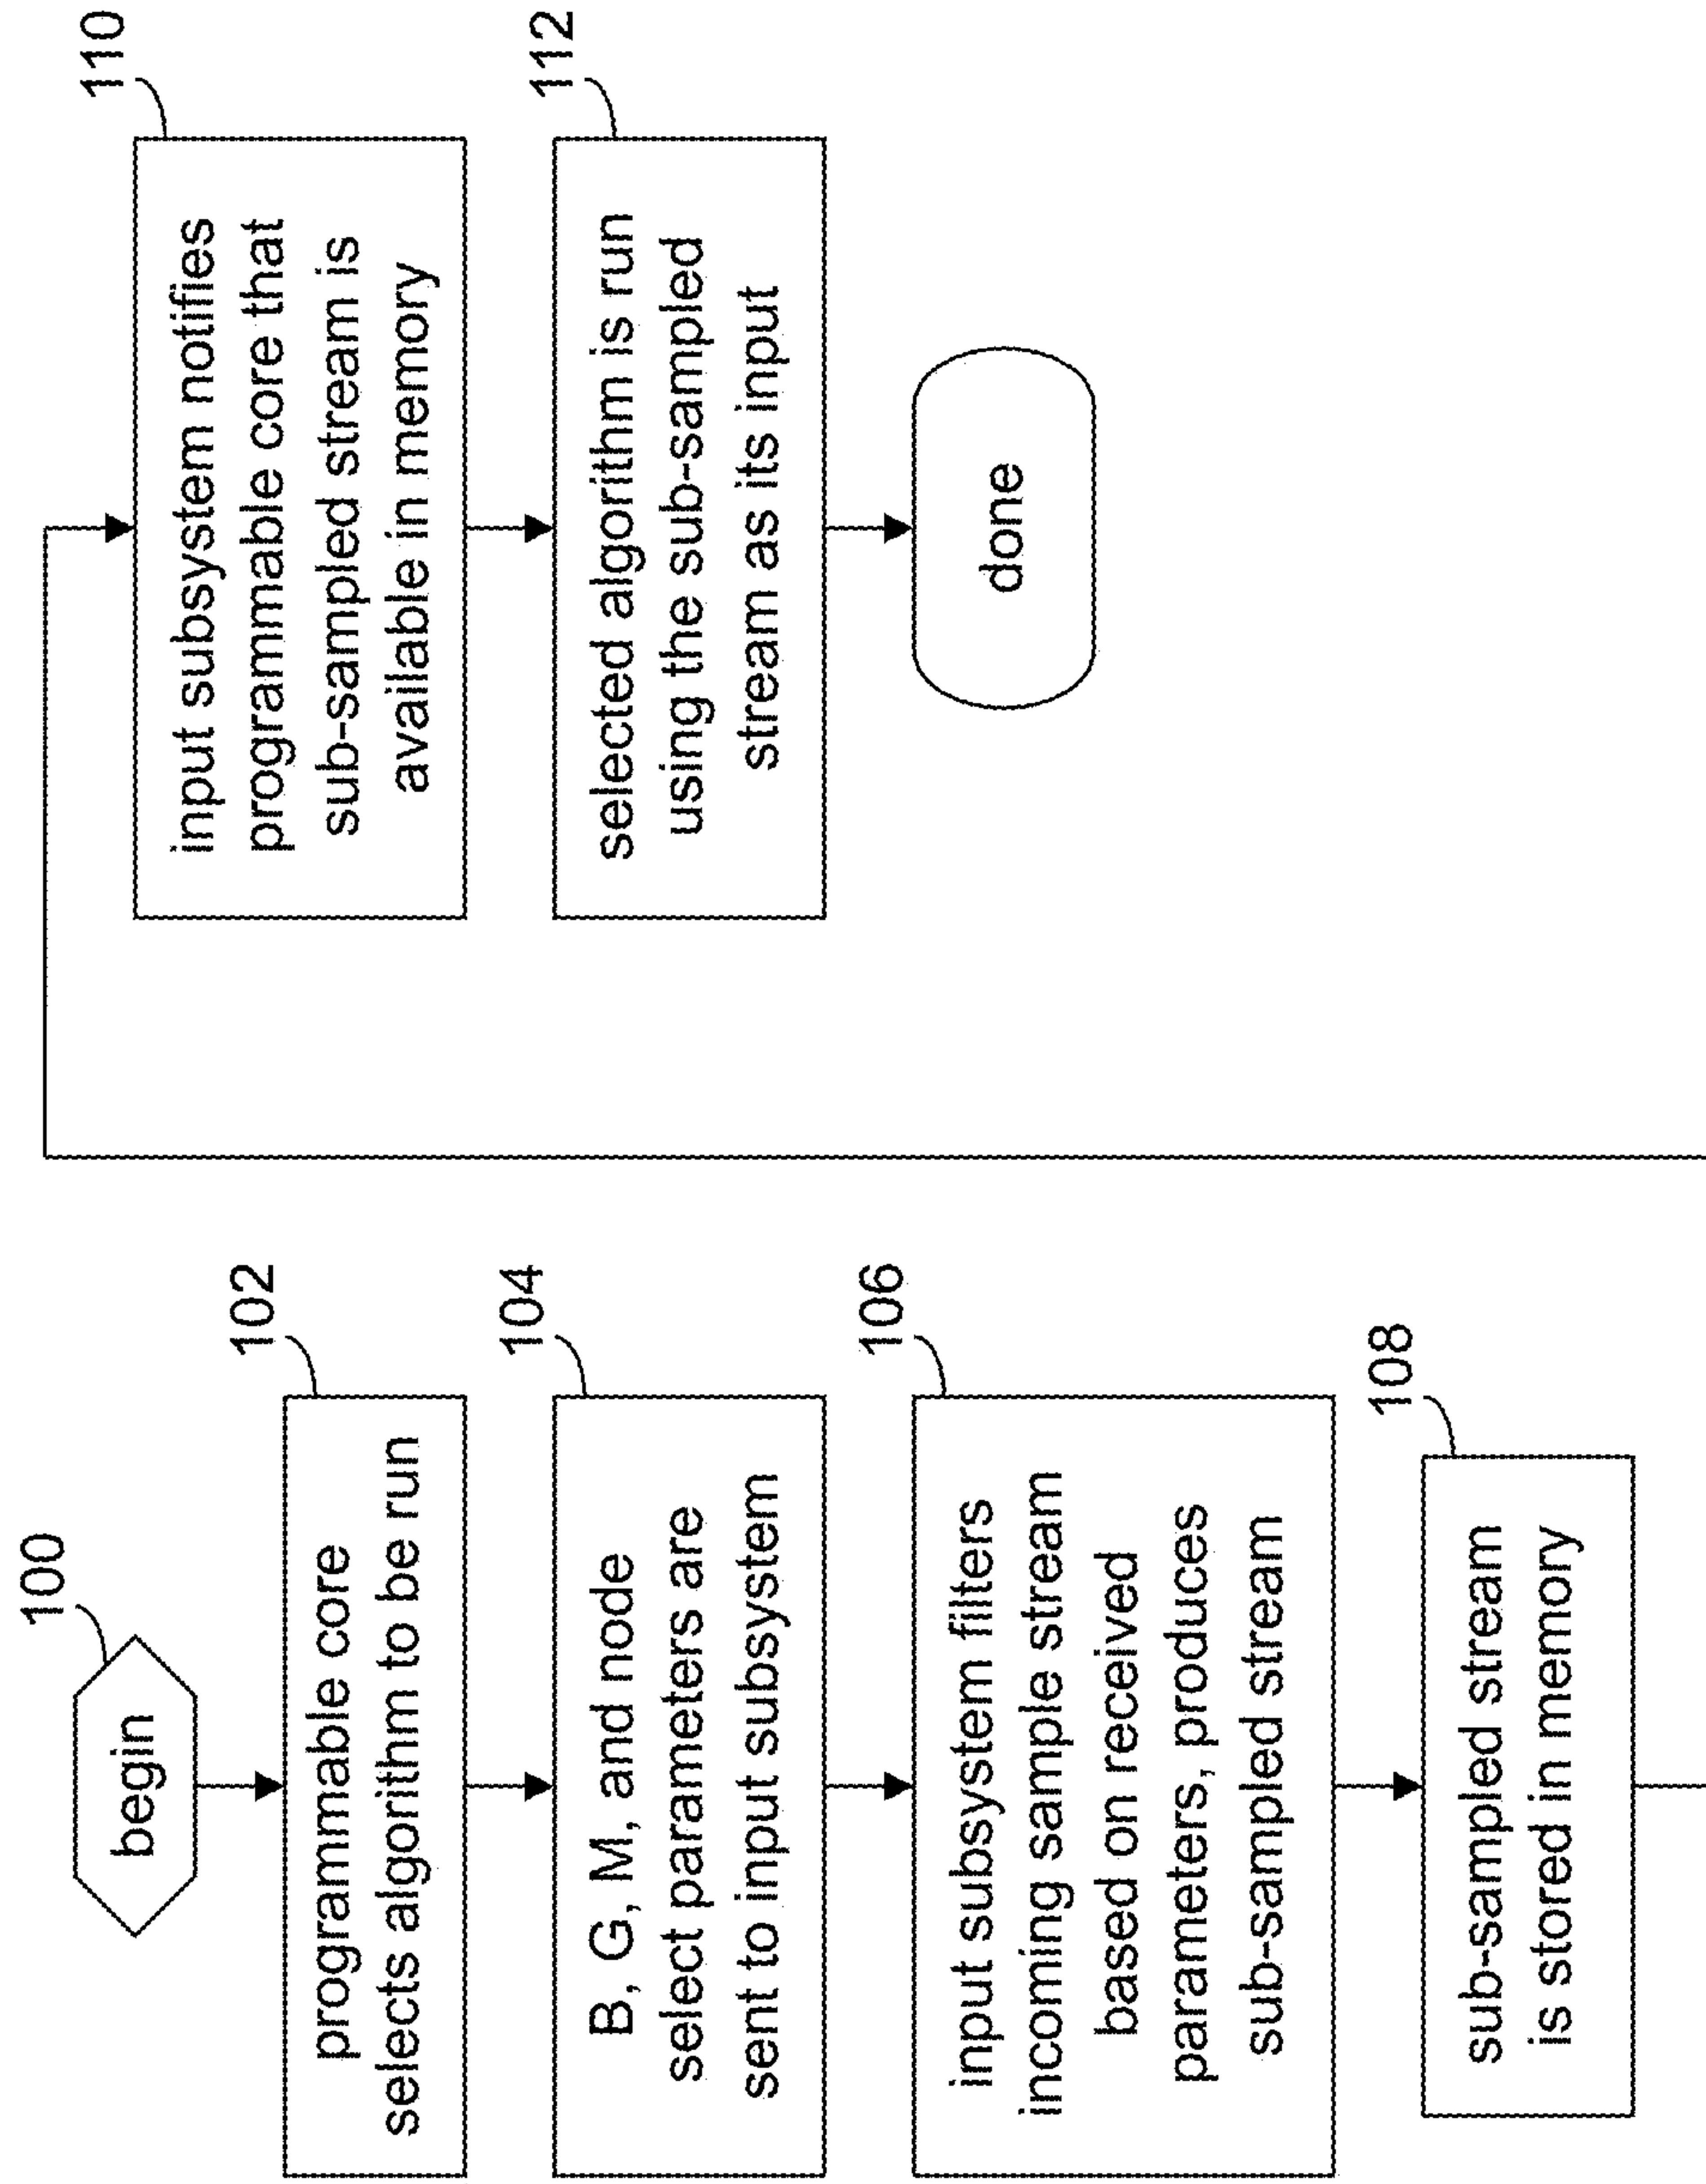 100
begin
102
programmable core
selects algorithm to be run
104
B, G, M, and node
select parameters are
sent to input subsystem
106
input subsystem filters
incoming sample stream
based on received
parameters, produces
sub-sampled stream
108
sub-sampled stream
is stored in memory
110
input subsystem notifies
programmable core that
sub-sampled stream is
available in memory
112
selected algorithm is run
using the sub-sampled
stream as its input
done